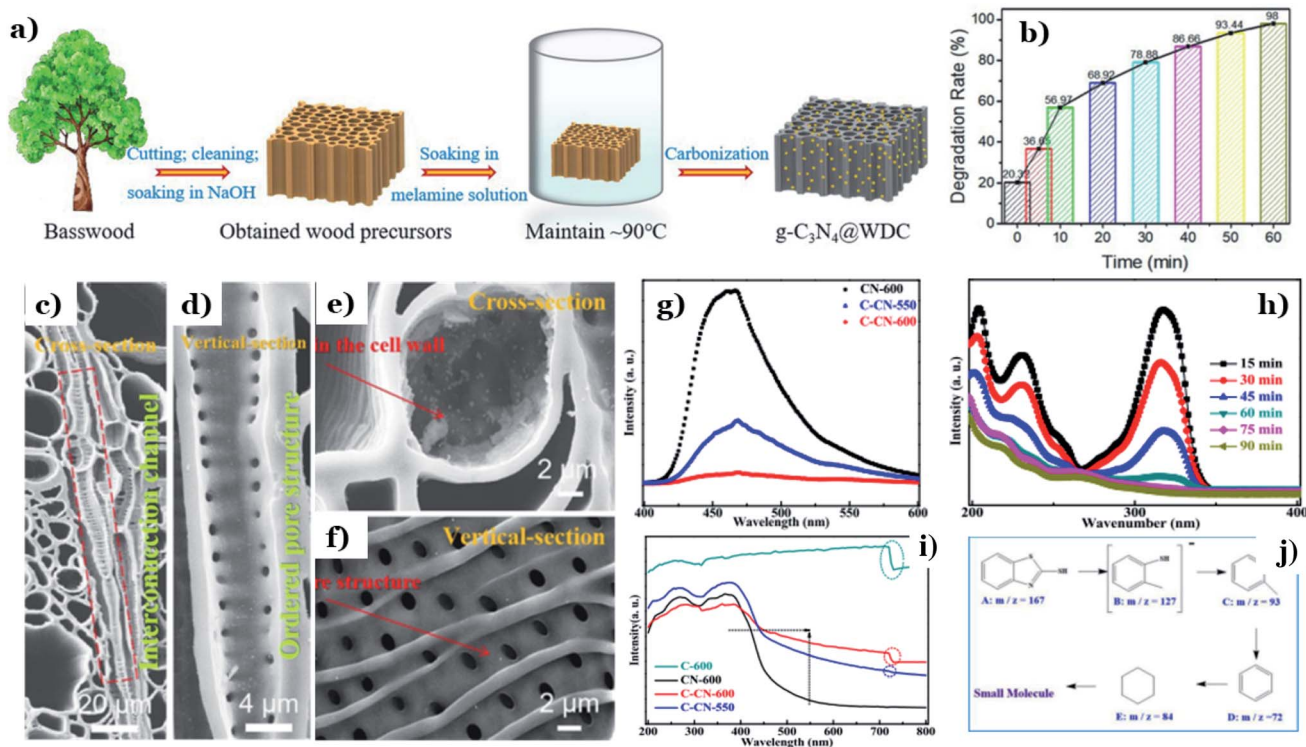 a)
Cutting; cleaning;
soaking in NaOH
Soaking in
melamine solution
Carbonization
Basswood
Obtained wood precursors
Maintain ~90℃
g-C₃N₄@WDC
b)
Degradation Rate (%)
100
80
60
40
20
0
20.32
36.65
56.97
68.92
78.88
86.66
93.44
98
0 10 20 30 40 50 60
Time (min)
c)
Cross-section
Interconnection channel
20 μm
d)
Vertical-section
Ordered pore structure
4 μm
e)
Cross-section
in the cell wall
2 μm
f)
Vertical-section
re structure
2 μm
g)
CN-600
C-CN-550
C-CN-600
Intensity (a. u.)
400 450 500 550 600
Wavelength (nm)
h)
15 min
30 min
45 min
60 min
75 min
90 min
Intensity (a. u.)
200 300 400
Wavenumber (nm)
i)
C-600
CN-600
C-CN-600
C-CN-550
Intensity(a. u.)
200 300 400 500 600 700 800
Wavelength (nm)
j)
N
S
SH
SH
A: m / z = 167
B: m / z = 127
C: m / z = 93
Small Molecule
E: m / z = 84
D: m / z =72